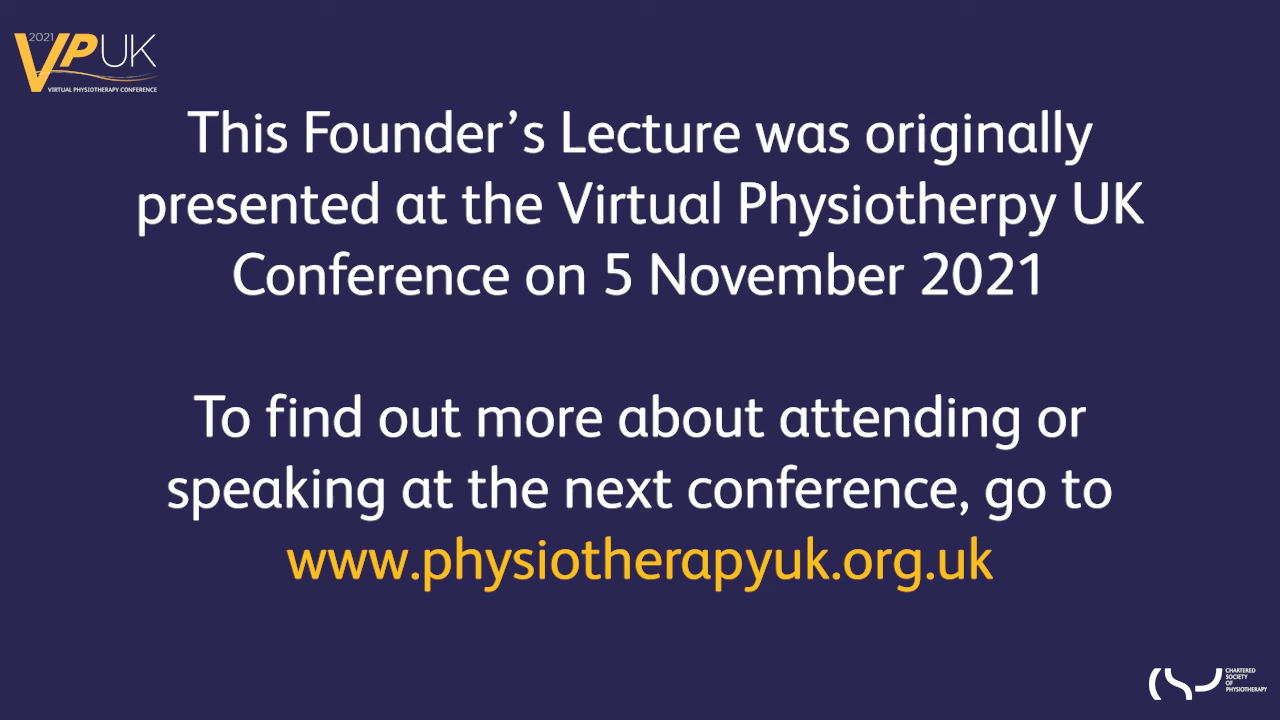 2021
VPUK
VIRTUAL PHYSIOTHERAPY CONFERENCE
This Founder’s Lecture was originally
presented at the Virtual Physiotherpy UK
Conference on 5 November 2021
To find out more about attending or
speaking at the next conference, go to
www.physiotherapyuk.org.uk
CHARTERED
SOCIETY
OF
PHYSIOTHERAPY